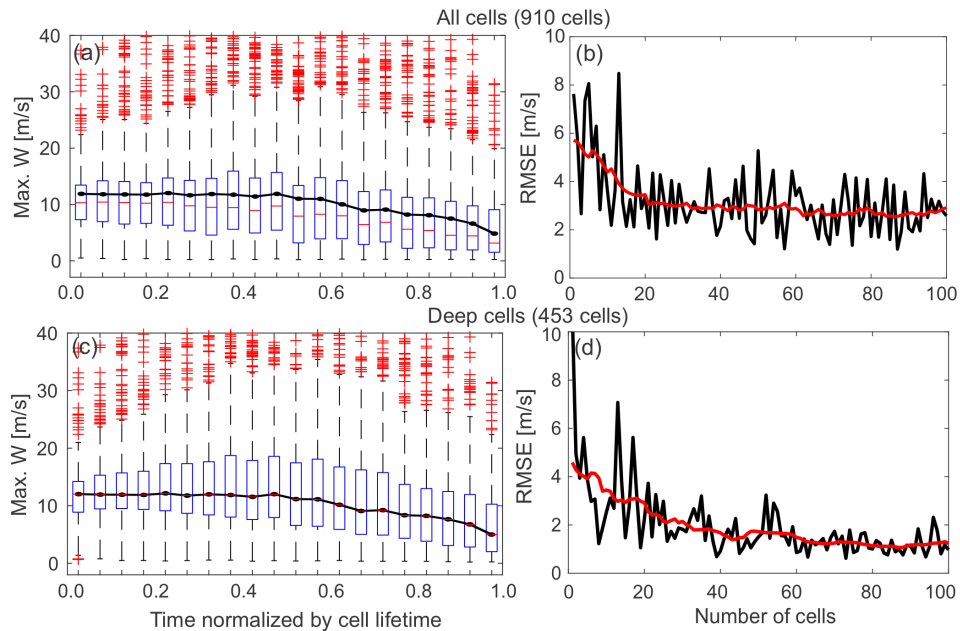 All cells (910 cells)
(a)
40
30
20
10
0
Max. W [m/s]
0.0 0.2 0.4 0.6 0.8 1.0
(b)
10
8
6
4
2
0
RMSE [m/s]
0 20 40 60 80 100
Deep cells (453 cells)
(c)
40
30
20
10
0
Max. W [m/s]
0.0 0.2 0.4 0.6 0.8 1.0
Time normalized by cell lifetime
(d)
10
8
6
4
2
0
RMSE [m/s]
0 20 40 60 80 100
Number of cells